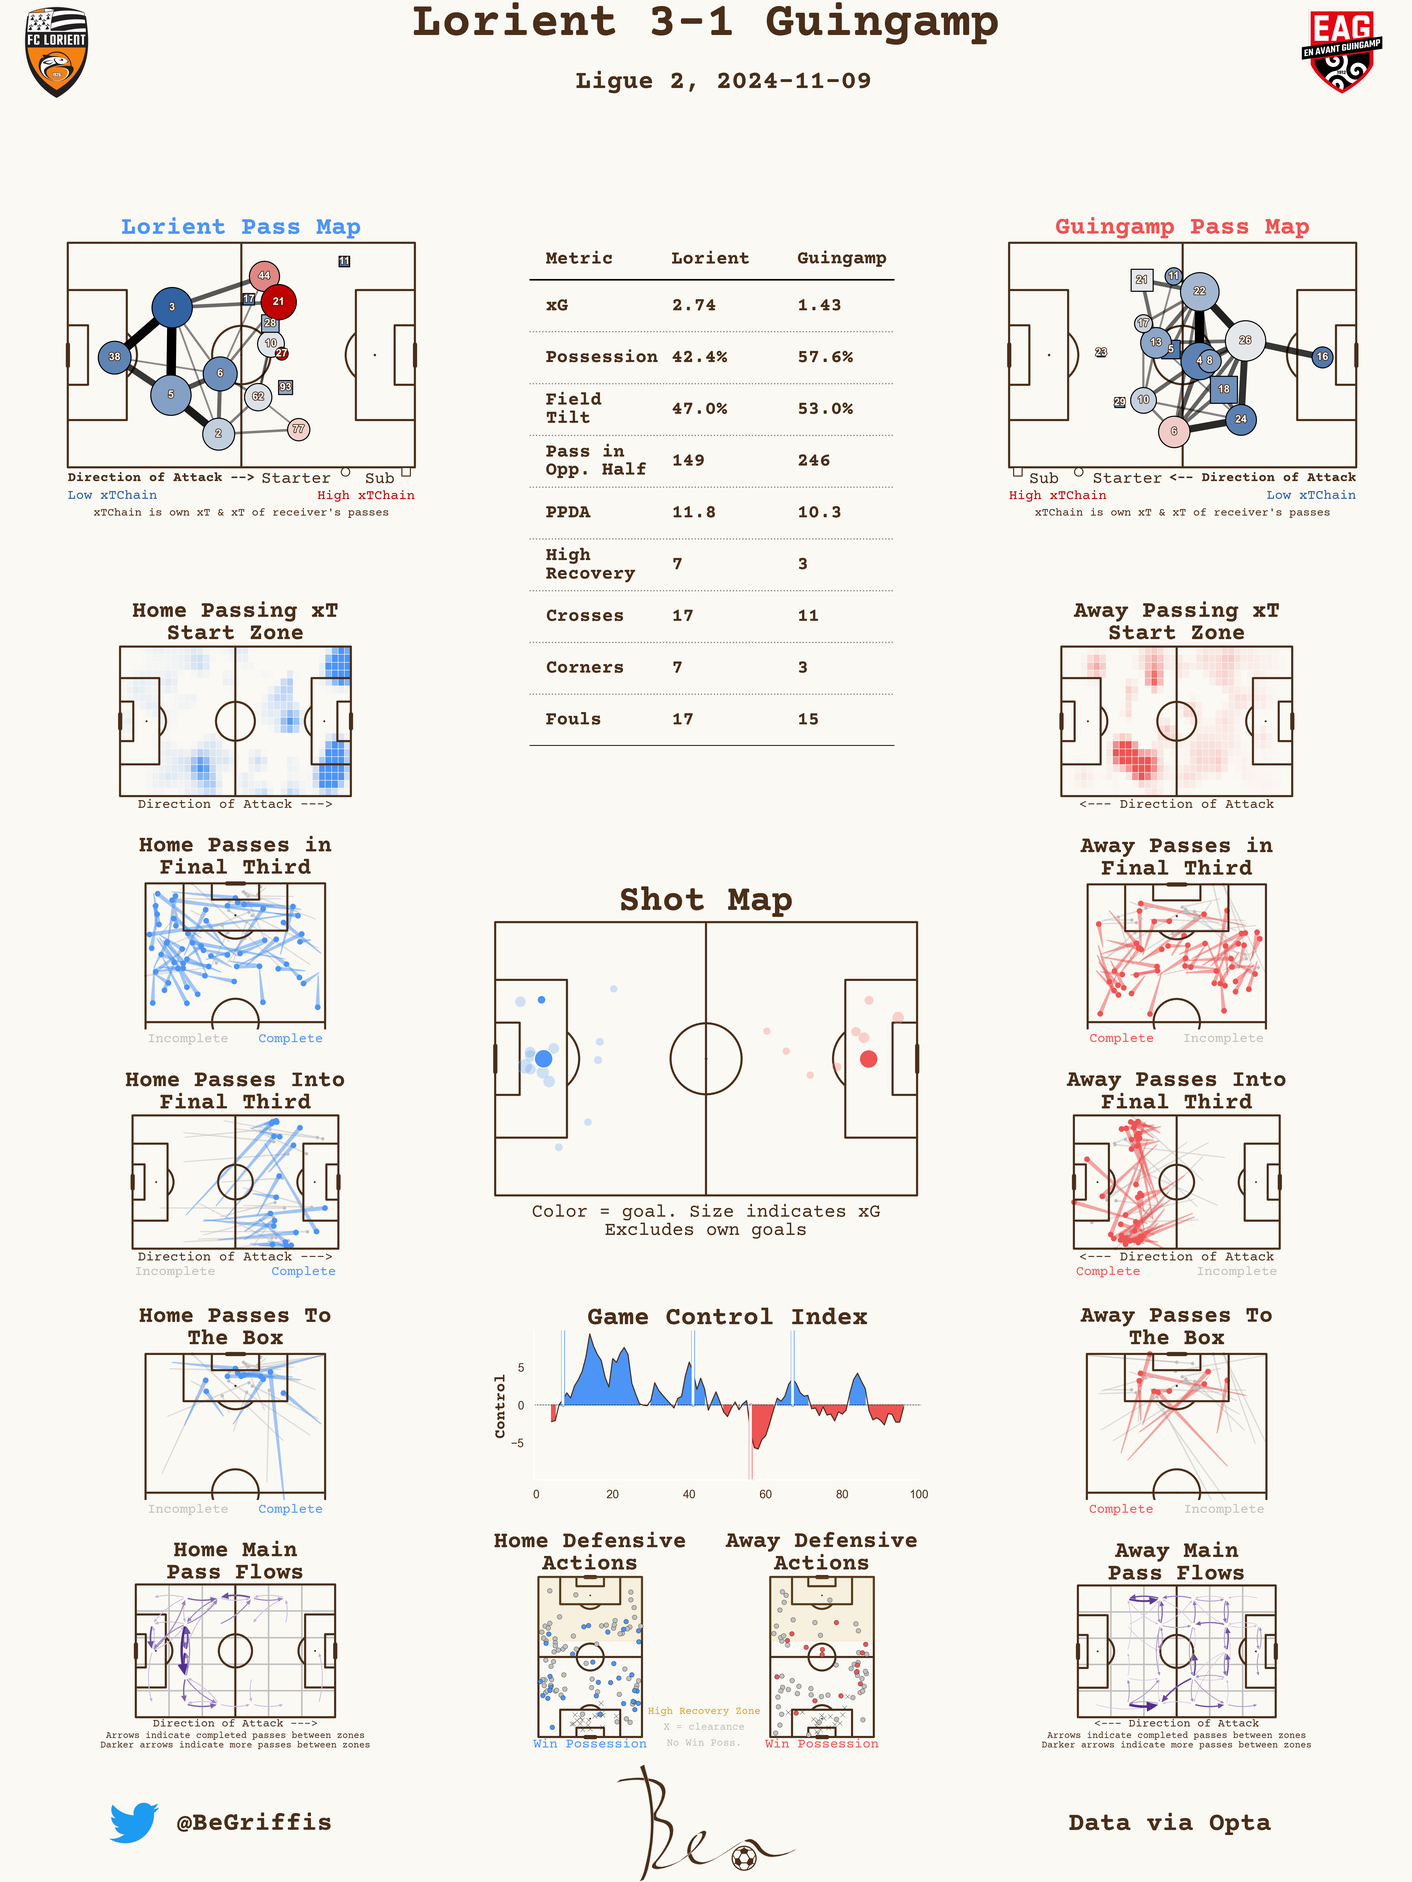 Lorient 3-1 Guingamp
Ligue 2, 2024-11-09
FC LORIENT
1926
EAG
EN AVANT GUINGAMP
1912
Lorient Pass Map
11
44
17
21
3
28
10
27
38
6
93
5
62
2
77
Direction of Attack --> Starter Sub
Low xTChain High xTChain
xTChain is own xT & xT of receiver's passes
Metric Lorient Guingamp
xG 2.74 1.43
Possession 42.4% 57.6%
Field
Tilt 47.0% 53.0%
Pass in
Opp. Half 149 246
PPDA 11.8 10.3
High
Recovery 7 3
Crosses 17 11
Corners 7 3
Fouls 17 15
Guingamp Pass Map
21
11
22
17
13
5
26
23
4
8
16
18
29
10
24
6
Sub Starter <-- Direction of Attack
High xTChain Low xTChain
xTChain is own xT & xT of receiver's passes
Home Passing xT
Start Zone
Direction of Attack --->
Away Passing xT
Start Zone
<--- Direction of Attack
Home Passes in
Final Third
Incomplete Complete
Away Passes in
Final Third
Complete Incomplete
Shot Map
Color = goal. Size indicates xG
Excludes own goals
Home Passes Into
Final Third
Direction of Attack --->
Incomplete Complete
Away Passes Into
Final Third
<--- Direction of Attack
Complete Incomplete
Home Passes To
The Box
Incomplete Complete
Game Control Index
Control
5
0
−5
0 20 40 60 80 100
Away Passes To
The Box
Complete Incomplete
Home Main
Pass Flows
Direction of Attack --->
Arrows indicate completed passes between zones
Darker arrows indicate more passes between zones
Home Defensive
Actions
Win Possession
Away Defensive
Actions
Win Possession
High Recovery Zone
X = clearance
No Win Poss.
Away Main
Pass Flows
<--- Direction of Attack
Arrows indicate completed passes between zones
Darker arrows indicate more passes between zones
@BeGriffis
Ben
Data via Opta